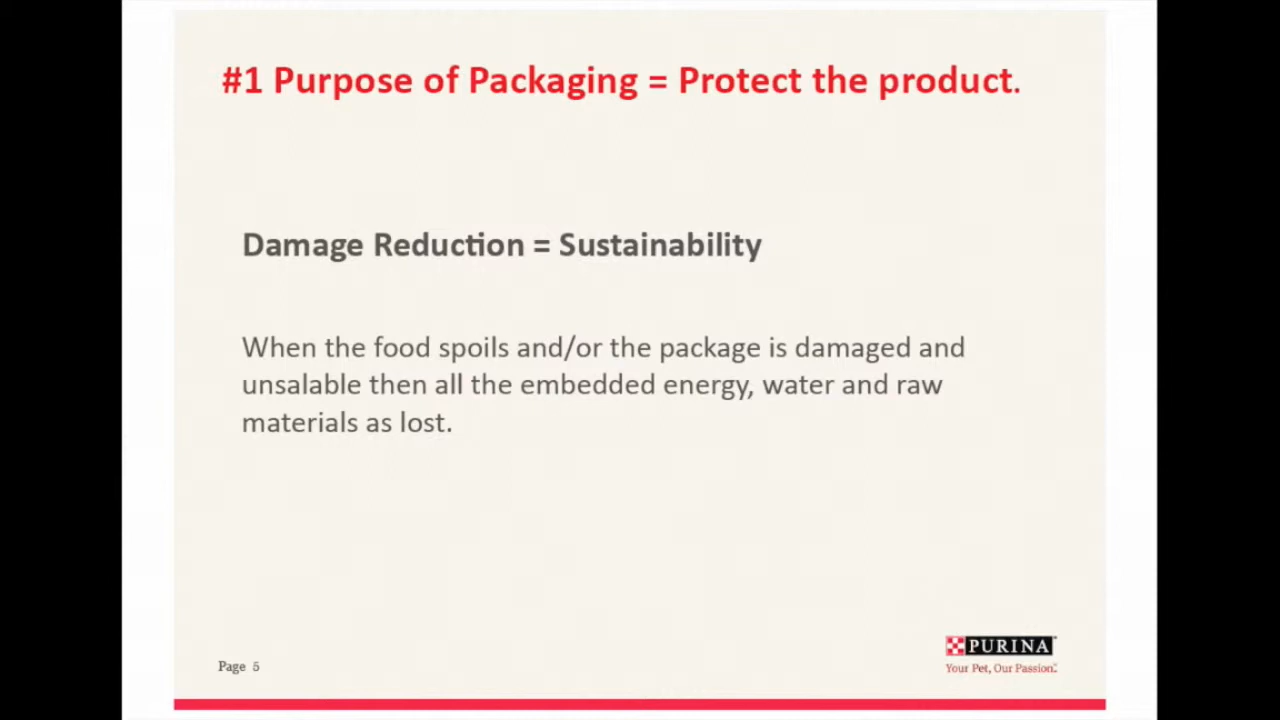 #1 Purpose of Packaging = Protect the product.
Damage Reduction = Sustainability
When the food spoils and/or the package is damaged and
unsalable then all the embedded energy, water and raw
materials as lost.
Page 5
PURINA
Your Pet, Our Passion.™